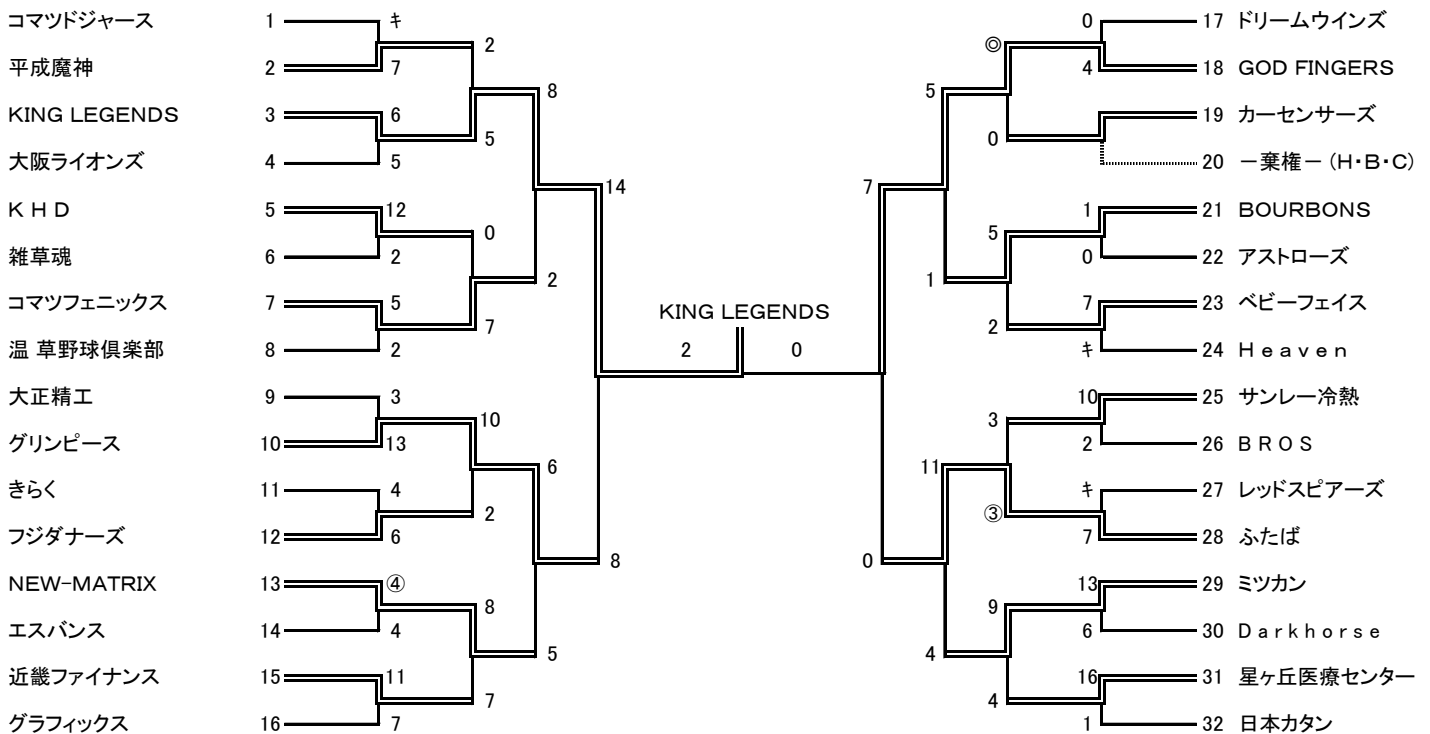 コマツドジャース 1 ｷ
2
平成魔神 2 7
8
KING LEGENDS 3 6
5
大阪ライオンズ 4 5
14
K H D 5 12
0
雑草魂 6 2
2
コマツフェニックス 7 5
7
温 草野球倶楽部 8 2
大正精工 9 3
10
グリンピース 10 13
6
きらく 11 4
2
フジダナーズ 12 6
8
NEW-MATRIX 13 ④
8
エスバンス 14 4
5
近畿ファイナンス 15 11
7
グラフィックス 16 7
KING LEGENDS
2 0
0 17 ドリームウインズ
◎
4 18 GOD FINGERS
5
19 カーセンサーズ
0
20 －棄権－ (H・B・C)
7
1 21 BOURBONS
5
0 22 アストローズ
1
7 23 ベビーフェイス
2
ｷ 24 Ｈｅａｖｅｎ
10 25 サンレー冷熱
3
2 26 B R O S
11
ｷ 27 レッドスピアーズ
③
7 28 ふたば
0
13 29 ミツカン
9
6 30 Ｄａｒｋｈｏｒｓｅ
4
16 31 星ヶ丘医療センター
4
1 32 日本カタン